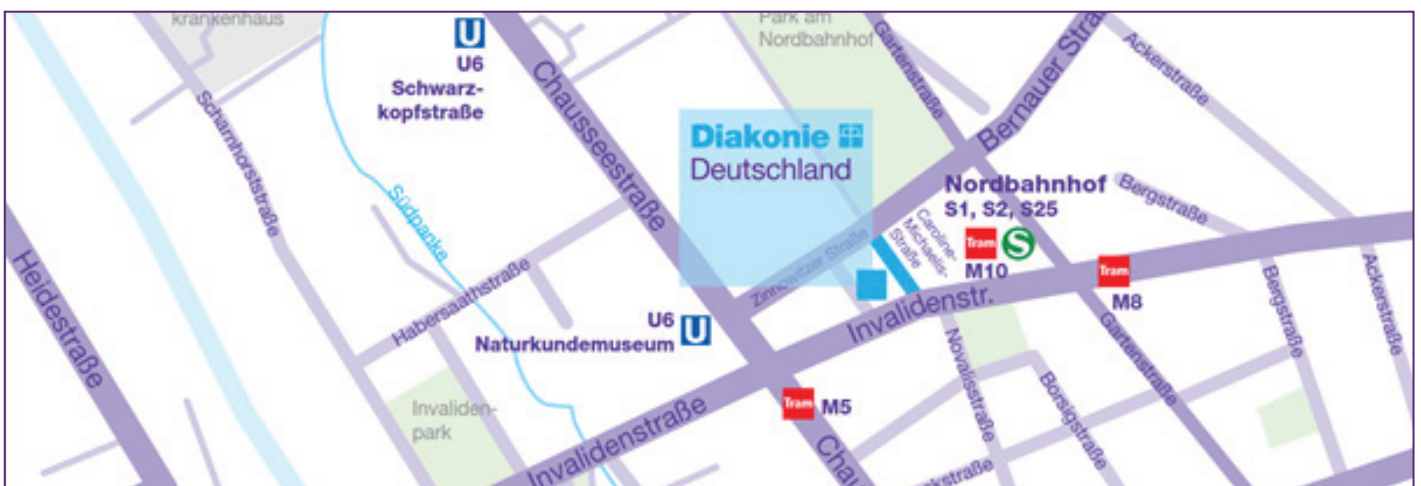 krankenhaus
U
U6
Schwarz-
kopfstraße
Park am
Nordbahnhof
Gartenstraße
Ackerstraße
Scharnhorststraße
Chausseestraße
Bernauer
Diakonie
Deutschland
Südpanke
Nordbahnhof
S1, S2, S25
Tram
S
M10
Bergstraße
Caroline-
Michaelis-
Straße
Zinnowitzer Straße
Tram
M8
Heidestraße
Habersaathstraße
U6
Naturkundemuseum
U
Invalidenstr.
Bergstraße
Ackerstraße
Gartenstraße
Novalisstraße
Borsigstraße
Invaliden-
park
Tram
M5
Invalidenstraße